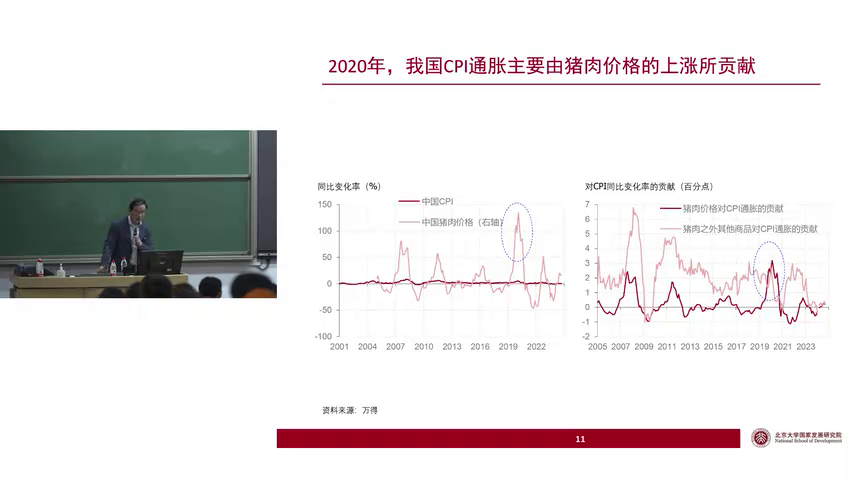 2020年，我国CPI通胀主要由猪肉价格的上涨所贡献
同比变化率（%）
中国CPI
中国猪肉价格（右轴）
150
100
50
0
-50
-100
2001 2004 2007 2010 2013 2016 2019 2022
对CPI同比变化率的贡献（百分点）
猪肉价格对CPI通胀的贡献
猪肉之外其他商品对CPI通胀的贡献
7
6
5
4
3
2
1
0
-1
-2
2005 2007 2009 2011 2013 2015 2017 2019 2021 2023
资料来源：万得
11
北京大学国家发展研究院
National School of Development